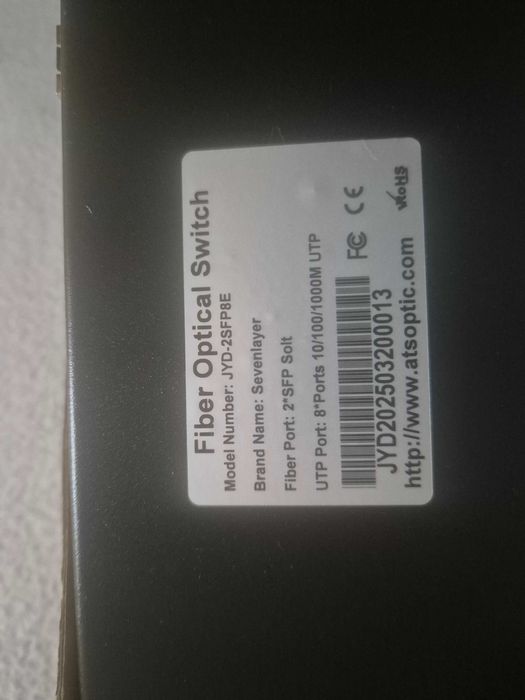 Fiber Optical Switch
Model Number: JYD-2SFP8E
Brand Name: Sevenlayer
Fiber Port: 2*SFP Solt
UTP Port: 8*Ports 10/100/1000M UTP
FC CE RoHS
JYD202503200013
http://www.atsoptic.com